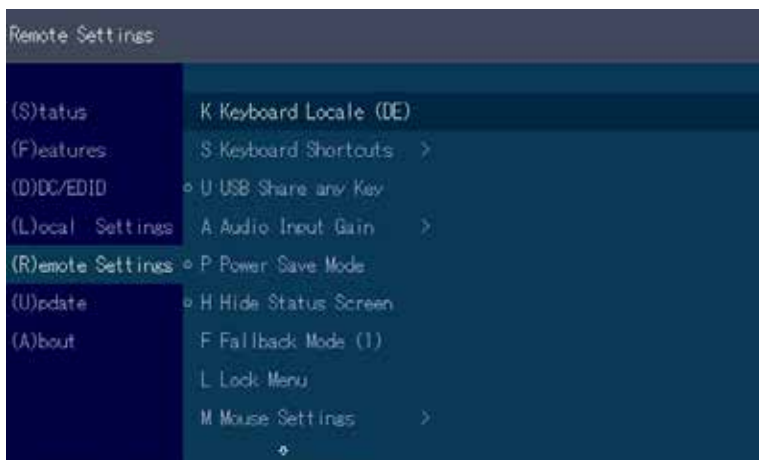 Remote Settings
(S)tatus
(F)eatures
(D)DC/EDID
(L)ocal Settings
(R)emote Settings
(U)pdate
(A)bout
K Keyboard Locale (DE)
S Keyboard Shortcuts >
U USB Share any Key
A Audio Input Gain >
P Power Save Mode
H Hide Status Screen
F Fallback Mode (1)
L Lock Menu
M Mouse Settings >